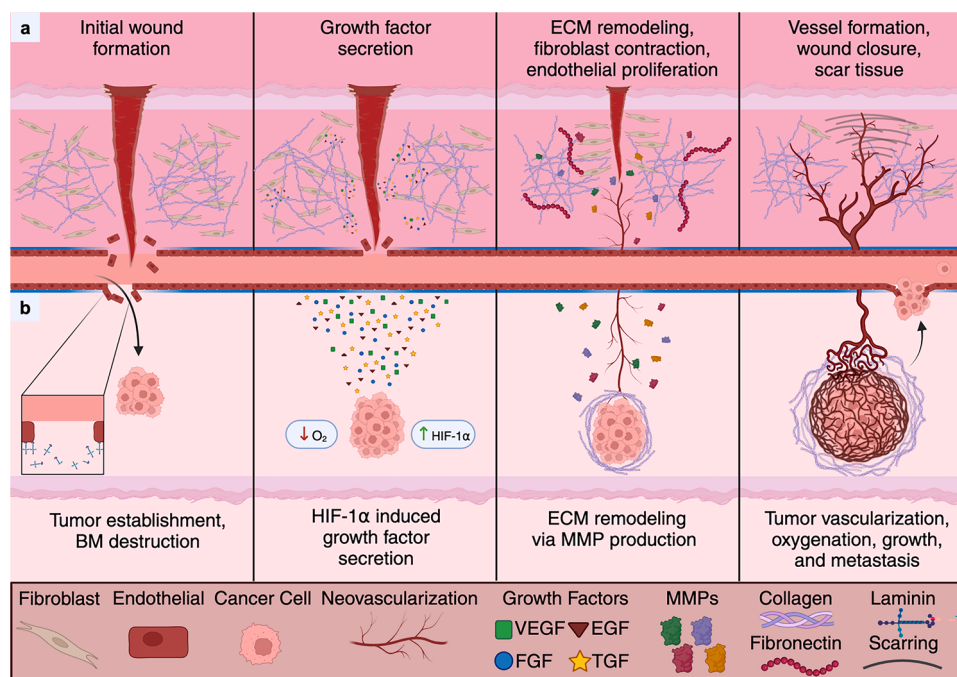 a
Initial wound
formation
Growth factor
secretion
ECM remodeling,
fibroblast contraction,
endothelial proliferation
Vessel formation,
wound closure,
scar tissue
b
↓ O₂
↑ HIF-1α
Tumor establishment,
BM destruction
HIF-1α induced
growth factor
secretion
ECM remodeling
via MMP production
Tumor vascularization,
oxygenation, growth,
and metastasis
Fibroblast
Endothelial
Cancer Cell
Neovascularization
Growth Factors
VEGF
EGF
FGF
TGF
MMPs
Collagen
Fibronectin
Laminin
Scarring